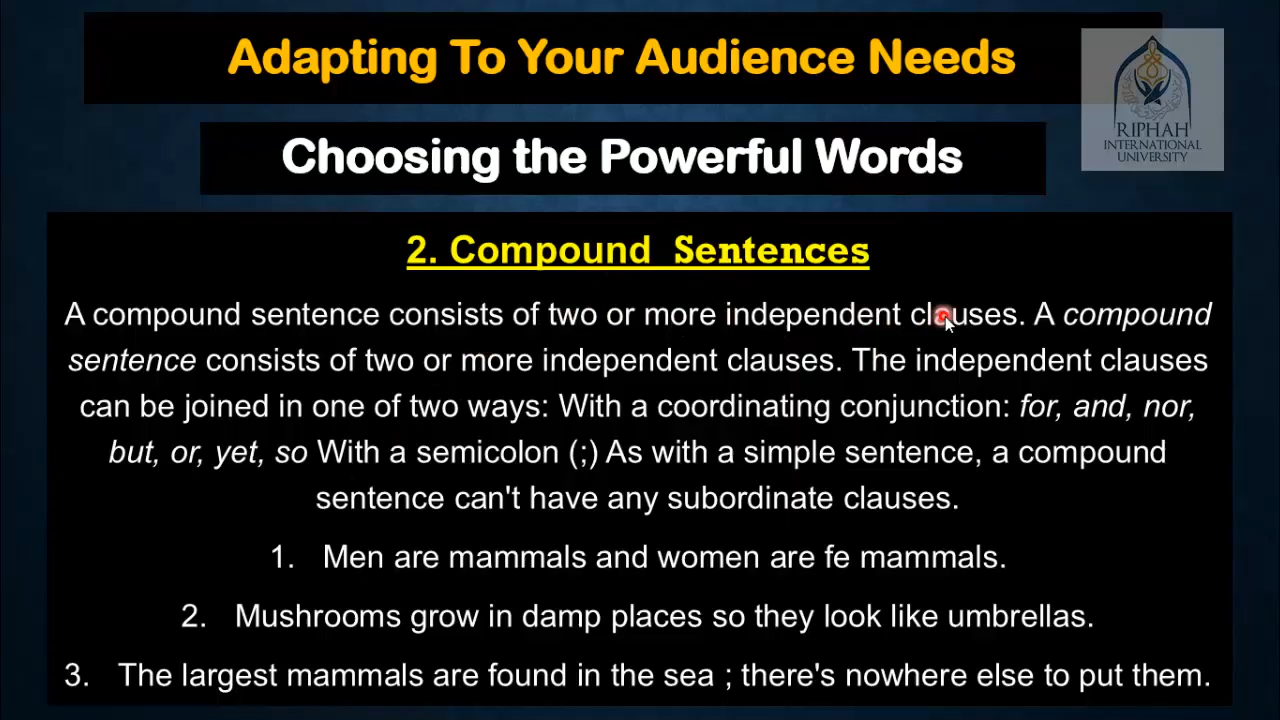 Adapting To Your Audience Needs
RIPHAH
INTERNATIONAL
UNIVERSITY
Choosing the Powerful Words
2. Compound Sentences
A compound sentence consists of two or more independent clauses. A compound
sentence consists of two or more independent clauses. The independent clauses
can be joined in one of two ways: With a coordinating conjunction: for, and, nor,
but, or, yet, so With a semicolon (;) As with a simple sentence, a compound
sentence can't have any subordinate clauses.
1. Men are mammals and women are fe mammals.
2. Mushrooms grow in damp places so they look like umbrellas.
3. The largest mammals are found in the sea ; there's nowhere else to put them.